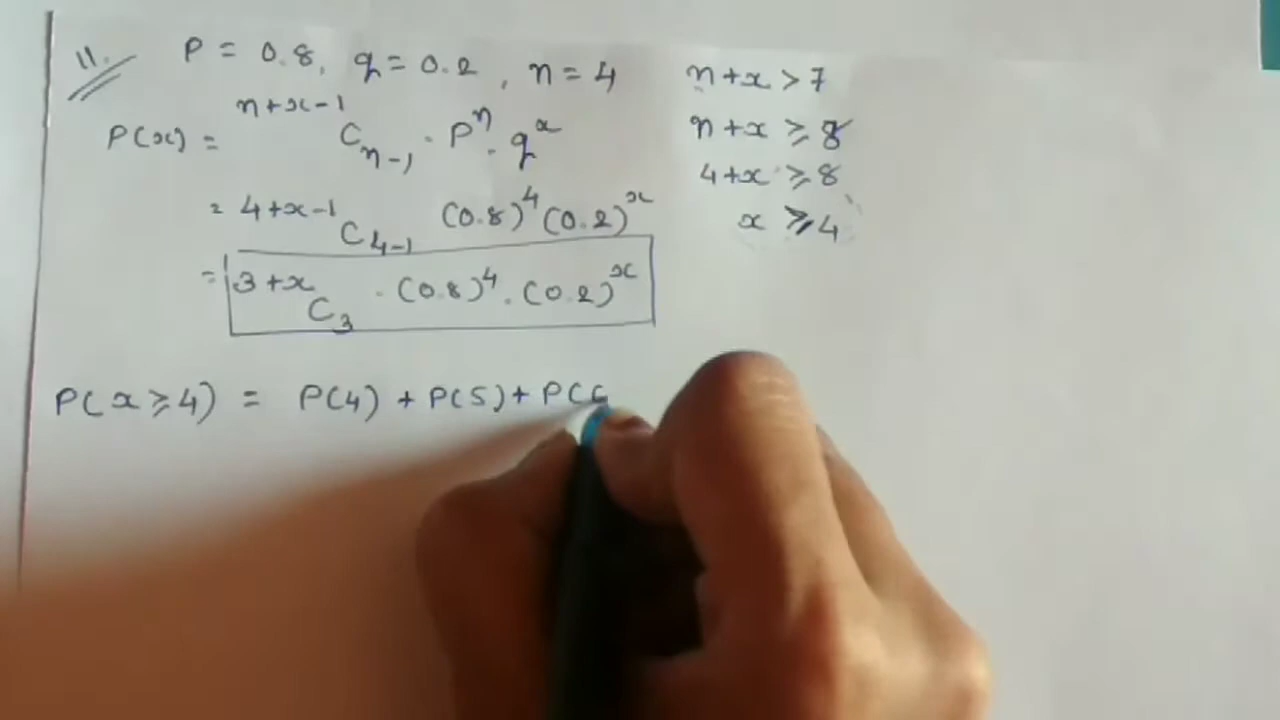 11. P = 0.8, q = 0.2, n = 4
n+x > 7
P(x) = n+x-1 C n-1 . P^n . q^x
n+x ≥ 8
= 4+x-1 C 4-1 (0.8)^4 (0.2)^x
4+x ≥ 8
x ≥ 4
= 3+x C 3 . (0.8)^4 . (0.2)^x
P(x ≥ 4) = P(4) + P(5) + P(